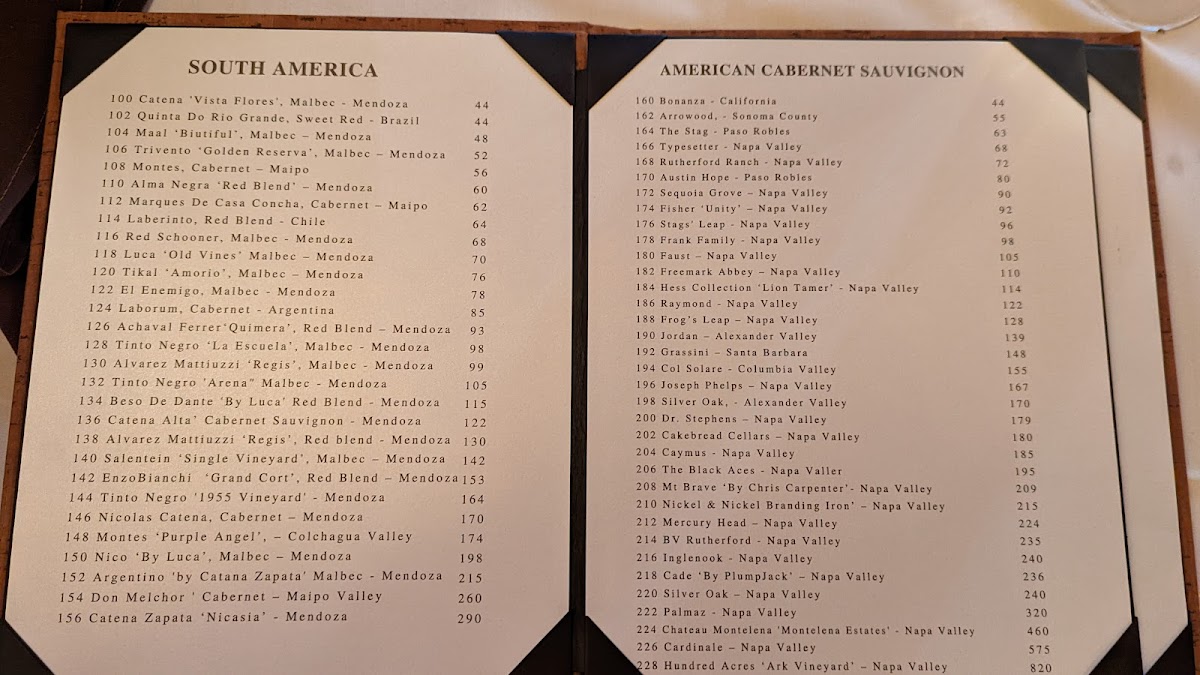 SOUTH AMERICA
100 Catena 'Vista Flores', Malbec - Mendoza 44
102 Quinta Do Rio Grande, Sweet Red - Brazil 44
104 Maal 'Biutiful', Malbec – Mendoza 48
106 Trivento 'Golden Reserva', Malbec – Mendoza 52
108 Montes, Cabernet – Maipo 56
110 Alma Negra 'Red Blend' – Mendoza 60
112 Marques De Casa Concha, Cabernet – Maipo 62
114 Laberinto, Red Blend - Chile 64
116 Red Schooner, Malbec - Mendoza 68
118 Luca 'Old Vines' Malbec – Mendoza 70
120 Tikal 'Amorio', Malbec – Mendoza 76
122 El Enemigo, Malbec - Mendoza 78
124 Laborum, Cabernet - Argentina 85
126 Achaval Ferrer'Quimera', Red Blend – Mendoza 93
128 Tinto Negro 'La Escuela', Malbec - Mendoza 98
130 Alvarez Mattiuzzi 'Regis', Malbec - Mendoza 99
132 Tinto Negro 'Arena" Malbec - Mendoza 105
134 Beso De Dante 'By Luca' Red Blend - Mendoza 115
136 Catena Alta' Cabernet Sauvignon - Mendoza 122
138 Alvarez Mattiuzzi 'Regis', Red blend - Mendoza 130
140 Salentein 'Single Vineyard', Malbec – Mendoza 142
142 EnzoBianchi 'Grand Cort', Red Blend – Mendoza 153
144 Tinto Negro '1955 Vineyard' - Mendoza 164
146 Nicolas Catena, Cabernet – Mendoza 170
148 Montes 'Purple Angel', – Colchagua Valley 174
150 Nico 'By Luca', Malbec – Mendoza 198
152 Argentino 'by Catana Zapata' Malbec - Mendoza 215
154 Don Melchor ' Cabernet – Maipo Valley 260
156 Catena Zapata 'Nicasia' - Mendoza 290
AMERICAN CABERNET SAUVIGNON
160 Bonanza - California 44
162 Arrowood, - Sonoma County 55
164 The Stag - Paso Robles 63
166 Typesetter - Napa Valley 68
168 Rutherford Ranch - Napa Valley 72
170 Austin Hope - Paso Robles 80
172 Sequoia Grove – Napa Valley 90
174 Fisher 'Unity' – Napa Valley 92
176 Stags' Leap - Napa Valley 96
178 Frank Family - Napa Valley 98
180 Faust – Napa Valley 105
182 Freemark Abbey – Napa Valley 110
184 Hess Collection 'Lion Tamer' - Napa Valley 114
186 Raymond - Napa Valley 122
188 Frog's Leap – Napa Valley 128
190 Jordan – Alexander Valley 139
192 Grassini – Santa Barbara 148
194 Col Solare - Columbia Valley 155
196 Joseph Phelps – Napa Valley 167
198 Silver Oak, - Alexander Valley 170
200 Dr. Stephens – Napa Valley 179
202 Cakebread Cellars – Napa Valley 180
204 Caymus - Napa Valley 185
206 The Black Aces - Napa Valler 195
208 Mt Brave 'By Chris Carpenter'- Napa Valley 209
210 Nickel & Nickel Branding Iron' – Napa Valley 215
212 Mercury Head – Napa Valley 224
214 BV Rutherford - Napa Valley 235
216 Inglenook - Napa Valley 240
218 Cade 'By PlumpJack' – Napa Valley 236
220 Silver Oak – Napa Valley 240
222 Palmaz - Napa Valley 320
224 Chateau Montelena 'Montelena Estates' - Napa Valley 460
226 Cardinale – Napa Valley 575
228 Hundred Acres 'Ark Vineyard' – Napa Valley 820